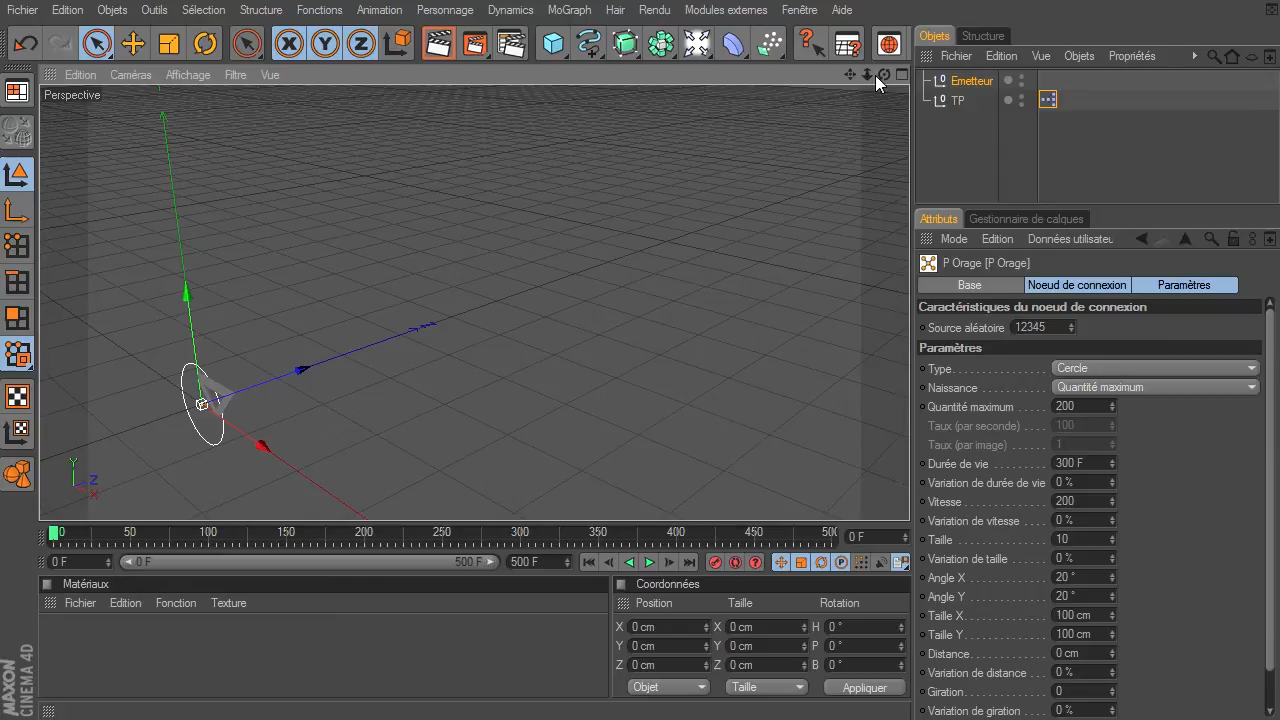 Fichier Edition Objets Outils Sélection Structure Fonctions Animation Personnage Dynamics MoGraph Hair Rendu Modules externes Fenêtre Aide
X Y Z
Edition Caméras Affichage Filtre Vue
Perspective
Y Z X
0 50 100 150 200 250 300 350 400 450 500 0 F
0 F 0 F 500 F 500 F
Matériaux
Fichier Edition Fonction Texture
Coordonnées
Position Taille Rotation
X 0 cm X 0 cm H 0 °
Y 0 cm Y 0 cm P 0 °
Z 0 cm Z 0 cm B 0 °
Objet Taille Appliquer
MAXON
CINEMA 4D
Objets Structure
Fichier Edition Vue Objets Propriétés
Emetteur
TP
Attributs Gestionnaire de calques
Mode Edition Données utilisateu
P Orage [P Orage]
Base Noeud de connexion Paramètres
Caractéristiques du noeud de connexion
Source aléatoire 12345
Paramètres
Type Cercle
Naissance Quantité maximum
Quantité maximum 200
Taux (par seconde) 100
Taux (par image) 1
Durée de vie 300 F
Variation de durée de vie 0 %
Vitesse 200
Variation de vitesse 0 %
Taille 10
Variation de taille 0 %
Angle X 20 °
Angle Y 20 °
Taille X 100 cm
Taille Y 100 cm
Distance 0 cm
Variation de distance 0 %
Giration 0
Variation de giration 0 %